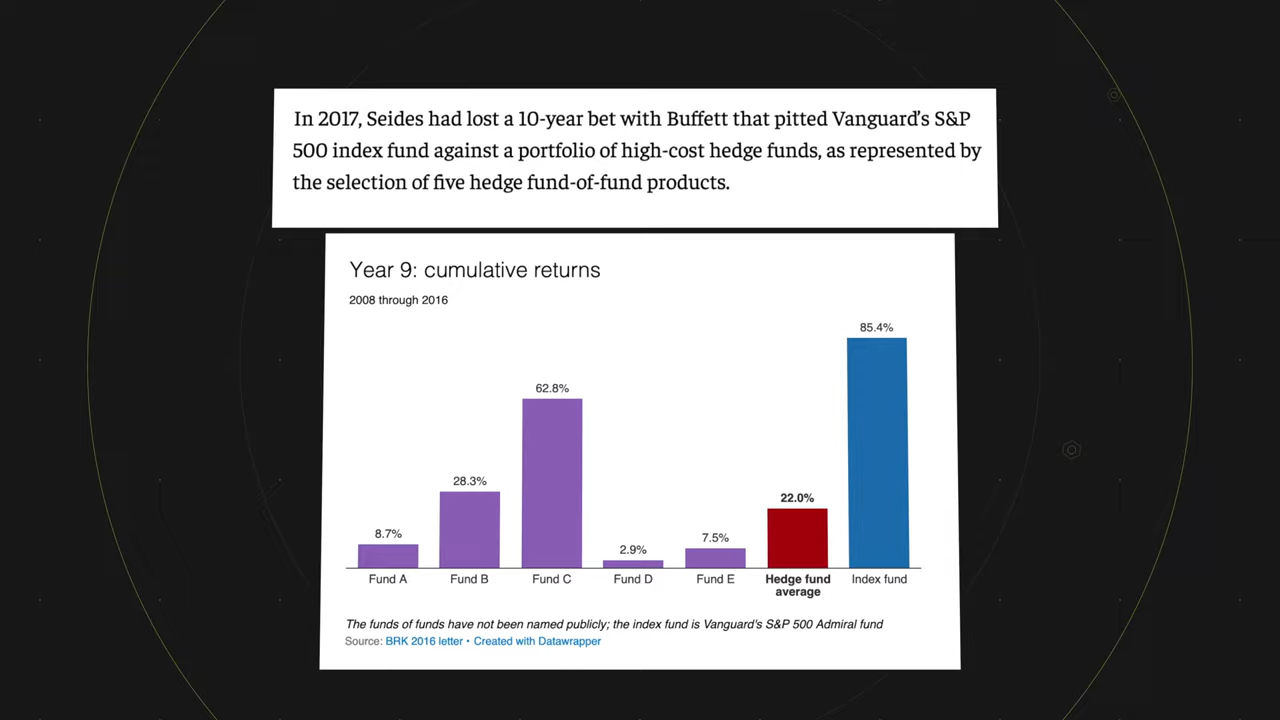 In 2017, Seides had lost a 10-year bet with Buffett that pitted Vanguard’s S&P
500 index fund against a portfolio of high-cost hedge funds, as represented by
the selection of five hedge fund-of-fund products.
Year 9: cumulative returns
2008 through 2016
8.7%
28.3%
62.8%
2.9%
7.5%
22.0%
85.4%
Fund A
Fund B
Fund C
Fund D
Fund E
Hedge fund
average
Index fund
The funds of funds have not been named publicly; the index fund is Vanguard's S&P 500 Admiral fund
Source: BRK 2016 letter • Created with Datawrapper